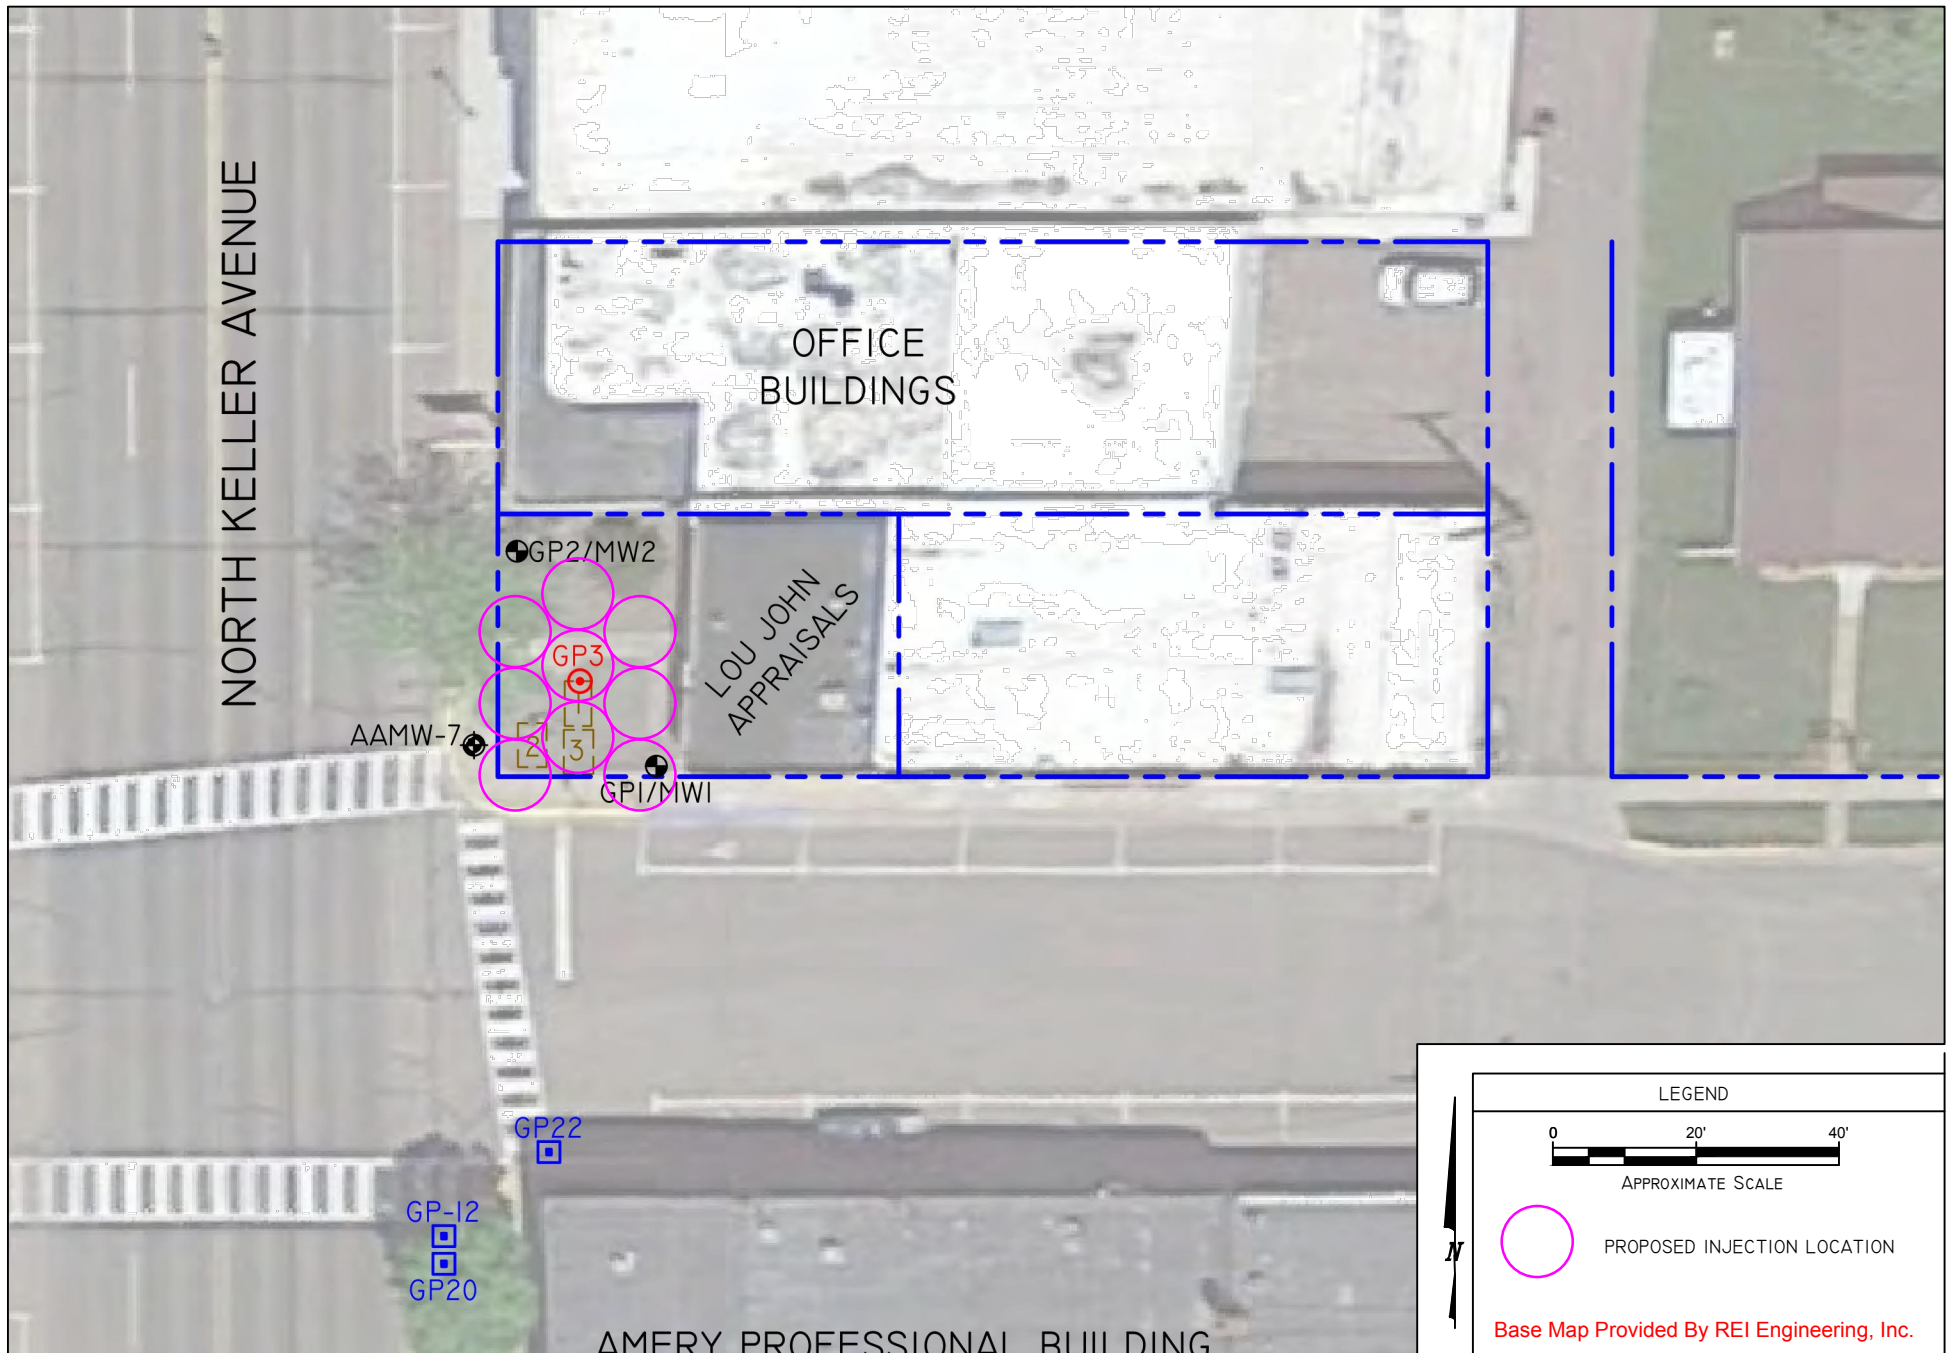 NORTH KELLER AVENUE
OFFICE
BUILDINGS
GP2/MW2
GP3
1
2
3
LOU JOHN
APPRAISALS
AAMW-7
GP1/MW1
GP22
GP-12
GP20
AMERY PROFESSIONAL BUILDING
LEGEND
0 20' 40'
APPROXIMATE SCALE
N
PROPOSED INJECTION LOCATION
Base Map Provided By REI Engineering, Inc.